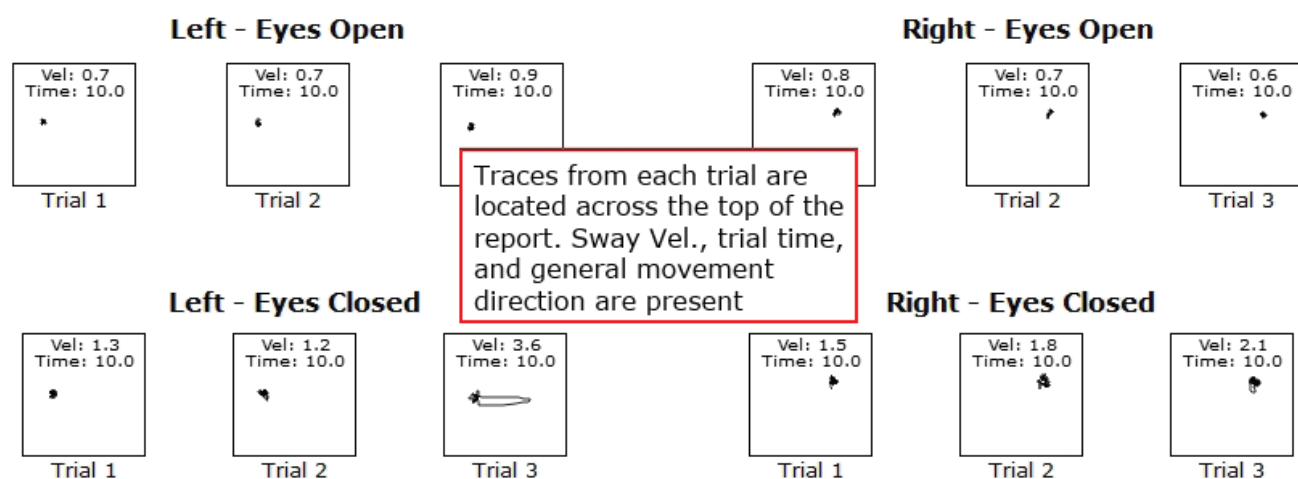 Left - Eyes Open
Right - Eyes Open
Vel: 0.7
Time: 10.0
Trial 1
Vel: 0.7
Time: 10.0
Trial 2
Vel: 0.9
Time: 10.0
Vel: 0.8
Time: 10.0
Vel: 0.7
Time: 10.0
Trial 2
Vel: 0.6
Time: 10.0
Trial 3
Traces from each trial are
located across the top of the
report. Sway Vel., trial time,
and general movement
direction are present
Left - Eyes Closed
Right - Eyes Closed
Vel: 1.3
Time: 10.0
Trial 1
Vel: 1.2
Time: 10.0
Trial 2
Vel: 3.6
Time: 10.0
Trial 3
Vel: 1.5
Time: 10.0
Trial 1
Vel: 1.8
Time: 10.0
Trial 2
Vel: 2.1
Time: 10.0
Trial 3